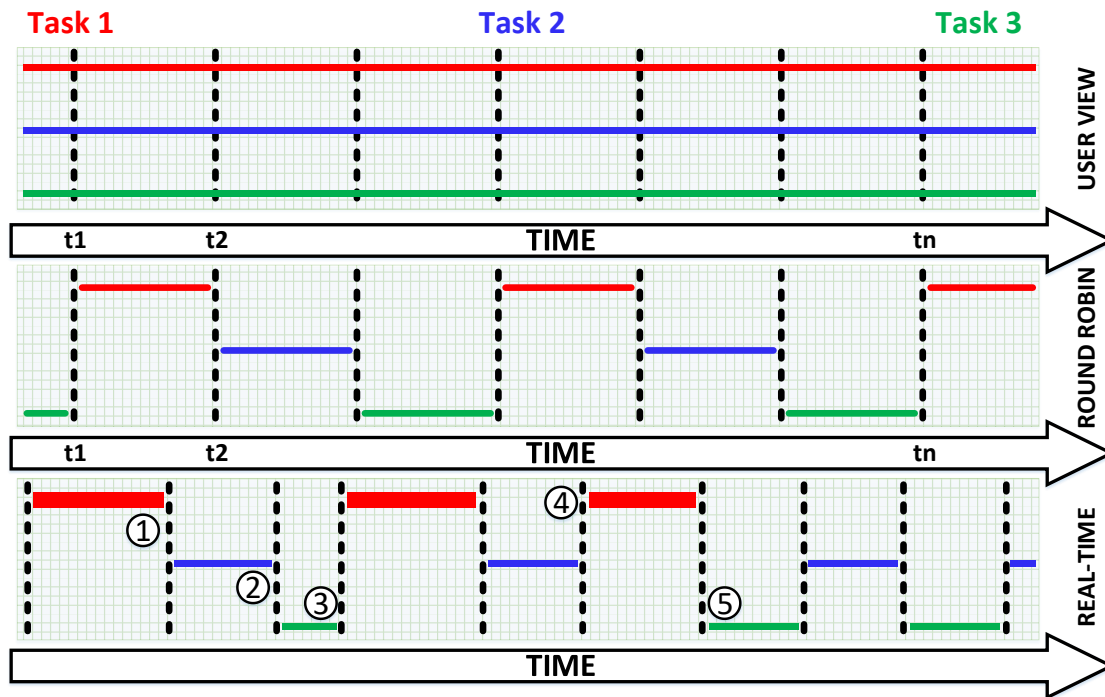 Task 1 Task 2 Task 3
USER VIEW
t1 t2 TIME tn
ROUND ROBIN
t1 t2 TIME tn
④
①
② ③ ⑤
REAL-TIME
TIME